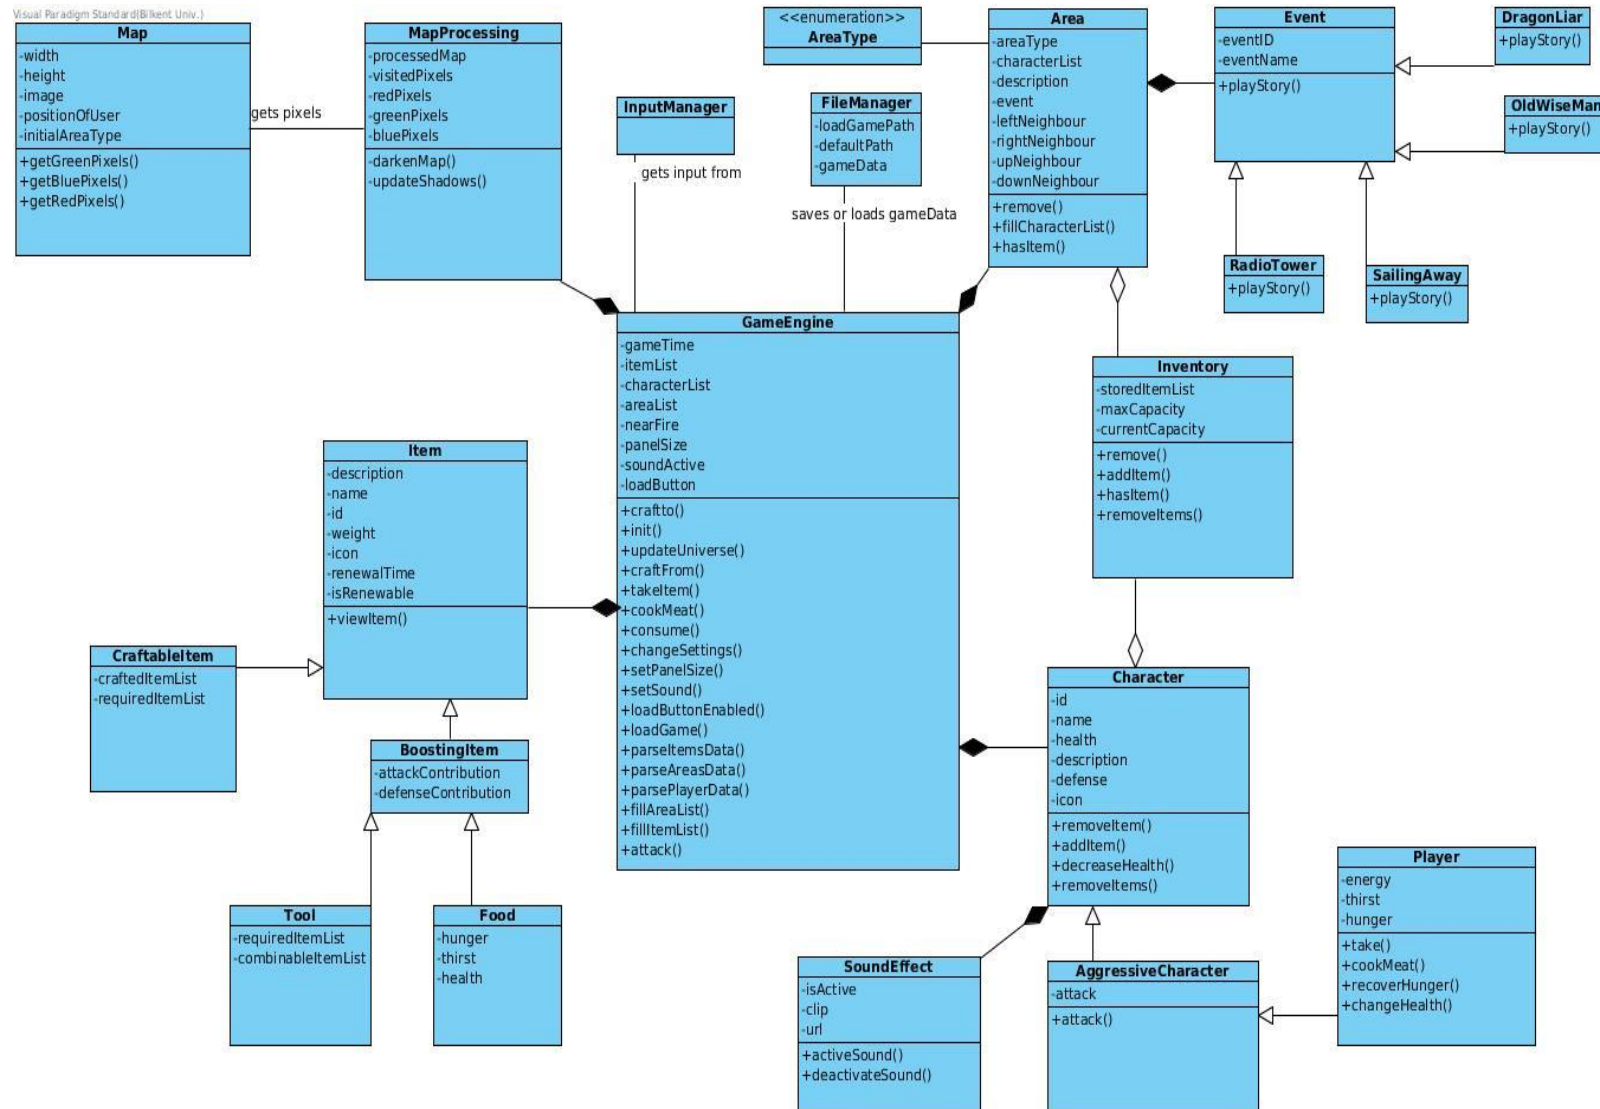 Visual Paradigm Standard(Bilkent Univ.)
Map
-width
-height
-image
-positionOfUser
-initialAreaType
+getGreenPixels()
+getBluePixels()
+getRedPixels()
gets pixels
MapProcessing
-processedMap
-visitedPixels
-redPixels
-greenPixels
-bluePixels
-darkenMap()
-updateShadows()
InputManager
gets input from
FileManager
-loadGamePath
-defaultPath
-gameData
saves or loads gameData
<<enumeration>>
AreaType
Area
-areaType
-characterList
-description
-event
-leftNeighbour
-rightNeighbour
-upNeighbour
-downNeighbour
+remove()
+fillCharacterList()
+hasItem()
Event
-eventID
-eventName
+playStory()
DragonLiar
+playStory()
OldWiseMan
+playStory()
RadioTower
+playStory()
SailingAway
+playStory()
GameEngine
-gameTime
-itemList
-characterList
-areaList
-nearFire
-panelSize
-soundActive
-loadButton
+craftto()
+init()
+updateUniverse()
+craftFrom()
+takeItem()
+cookMeat()
+consume()
+changeSettings()
+setPanelSize()
+setSound()
+loadButtonEnabled()
+loadGame()
+parseItemsData()
+parseAreasData()
+parsePlayerData()
+fillAreaList()
+fillItemList()
+attack()
Inventory
-storedItemList
-maxCapacity
-currentCapacity
+remove()
+addItem()
+hasItem()
+removeItems()
Item
-description
-name
-id
-weight
-icon
-renewalTime
-isRenewable
+viewItem()
CraftableItem
-craftedItemList
-requiredItemList
BoostingItem
-attackContribution
-defenseContribution
Tool
-requiredItemList
-combinableItemList
Food
-hunger
-thirst
-health
Character
-id
-name
-health
-description
-defense
-icon
+removeItem()
+addItem()
+decreaseHealth()
+removeItems()
Player
-energy
-thirst
-hunger
+take()
+cookMeat()
+recoverHunger()
+changeHealth()
SoundEffect
-isActive
-clip
-url
+activeSound()
+deactivateSound()
AggressiveCharacter
-attack
+attack()